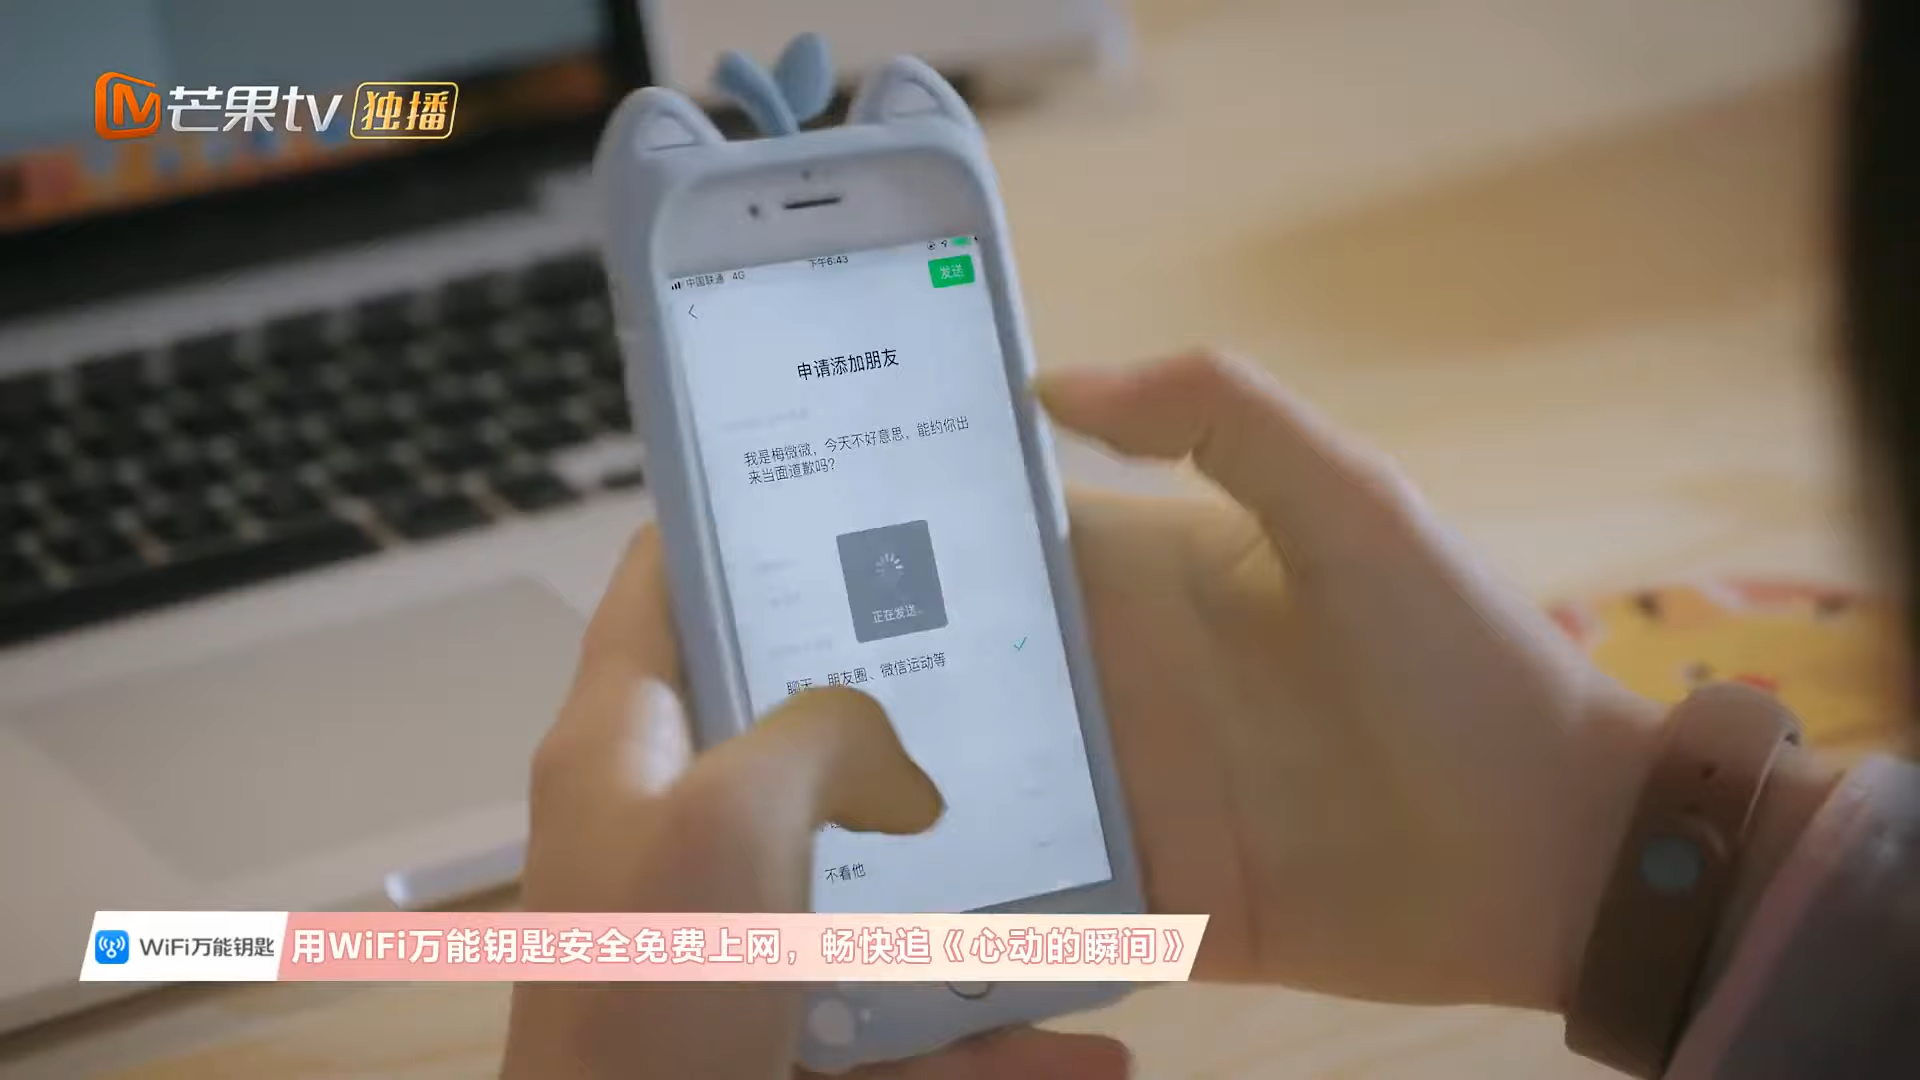 芒果tv 独播
中国联通 4G 下午6:43
发送
申请添加朋友
我是梅微微，今天不好意思，能约你出
来当面道歉吗？
正在发送...
聊天、朋友圈、微信运动等
不看他
WiFi万能钥匙 用WiFi万能钥匙安全免费上网，畅快追《心动的瞬间》